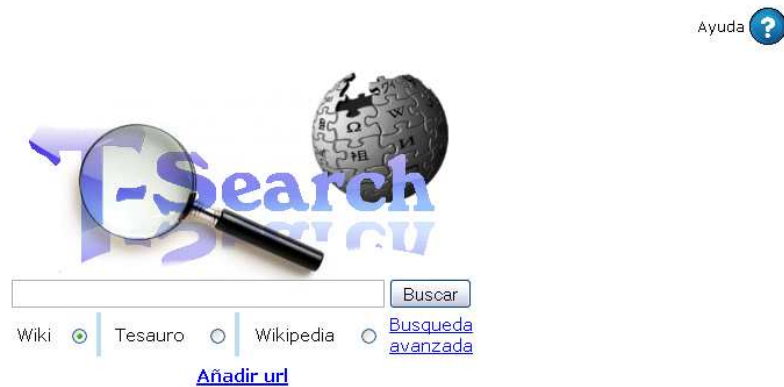 Ayuda ?
T-Search
Buscar
Wiki Tesauro Wikipedia Busqueda
avanzada
Añadir url